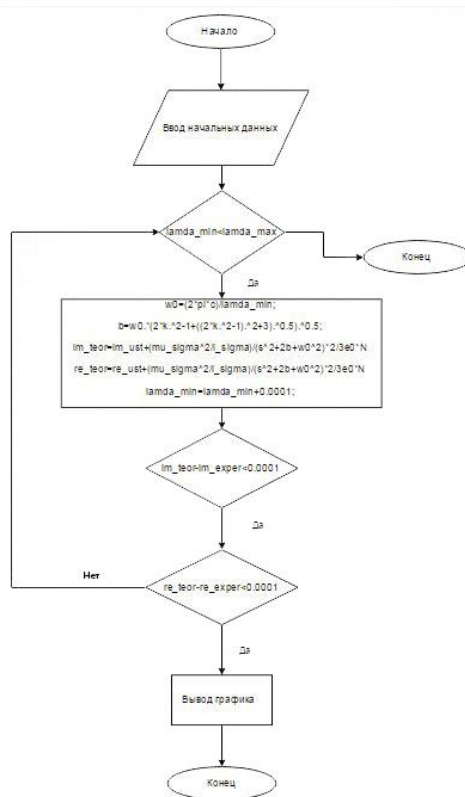 Начало
Ввод начальных данных
lamda_min<lamda_max
Конец
Да
w0=(2*pi*c)/lamda_min;
b=w0.*(2*k.^2-1+((2*k.^2-1).^2+3).^0.5).^0.5;
im_teor=im_ust+(mu_sigma^2/l_sigma)/(s^2+2b+w0^2)*2/3e0*N
re_teor=re_ust+(mu_sigma^2/l_sigma)/(s^2+2b+w0^2)*2/3e0*N
lamda_min=lamda_min+0.0001;
im_teor-im_exper<0.0001
Да
Нет
re_teor-re_exper<0.0001
Да
Вывод графика
Конец